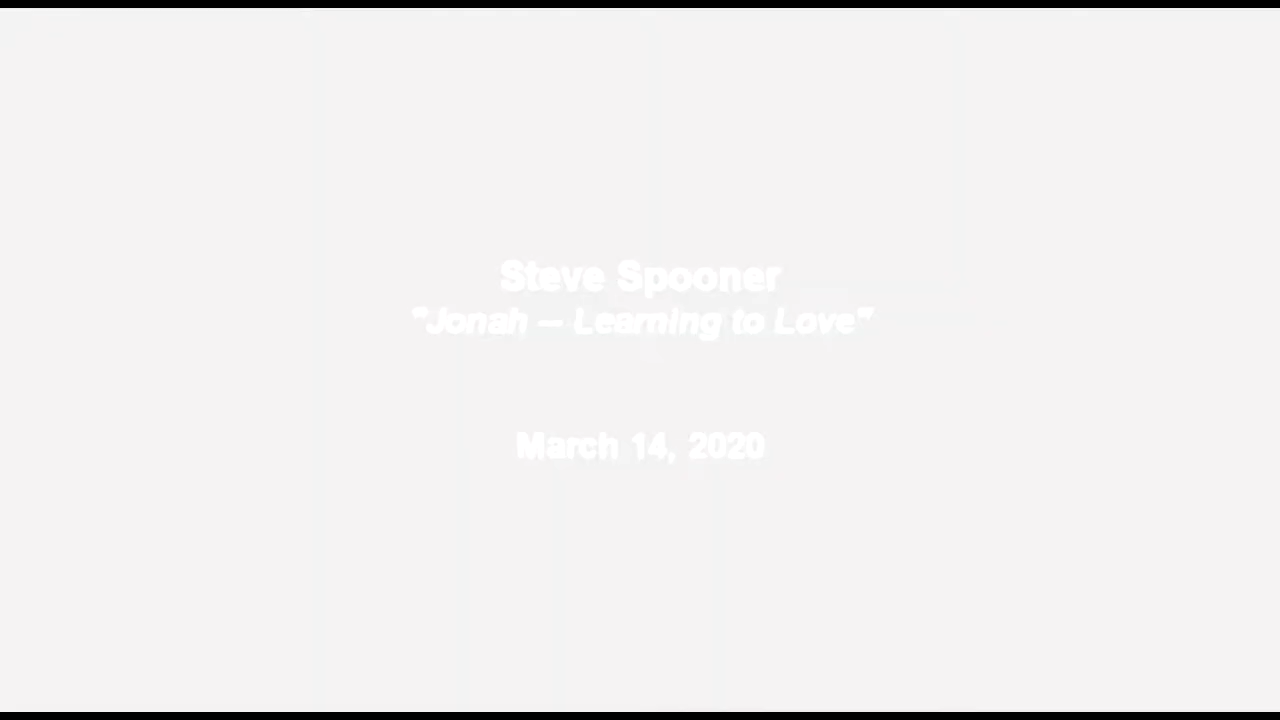 Steve Spooner
"Jonah – Learning to Love"
March 14, 2020